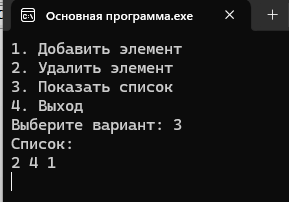 Основная программа.exe
1. Добавить элемент
2. Удалить элемент
3. Показать список
4. Выход
Выберите вариант: 3
Список:
2 4 1